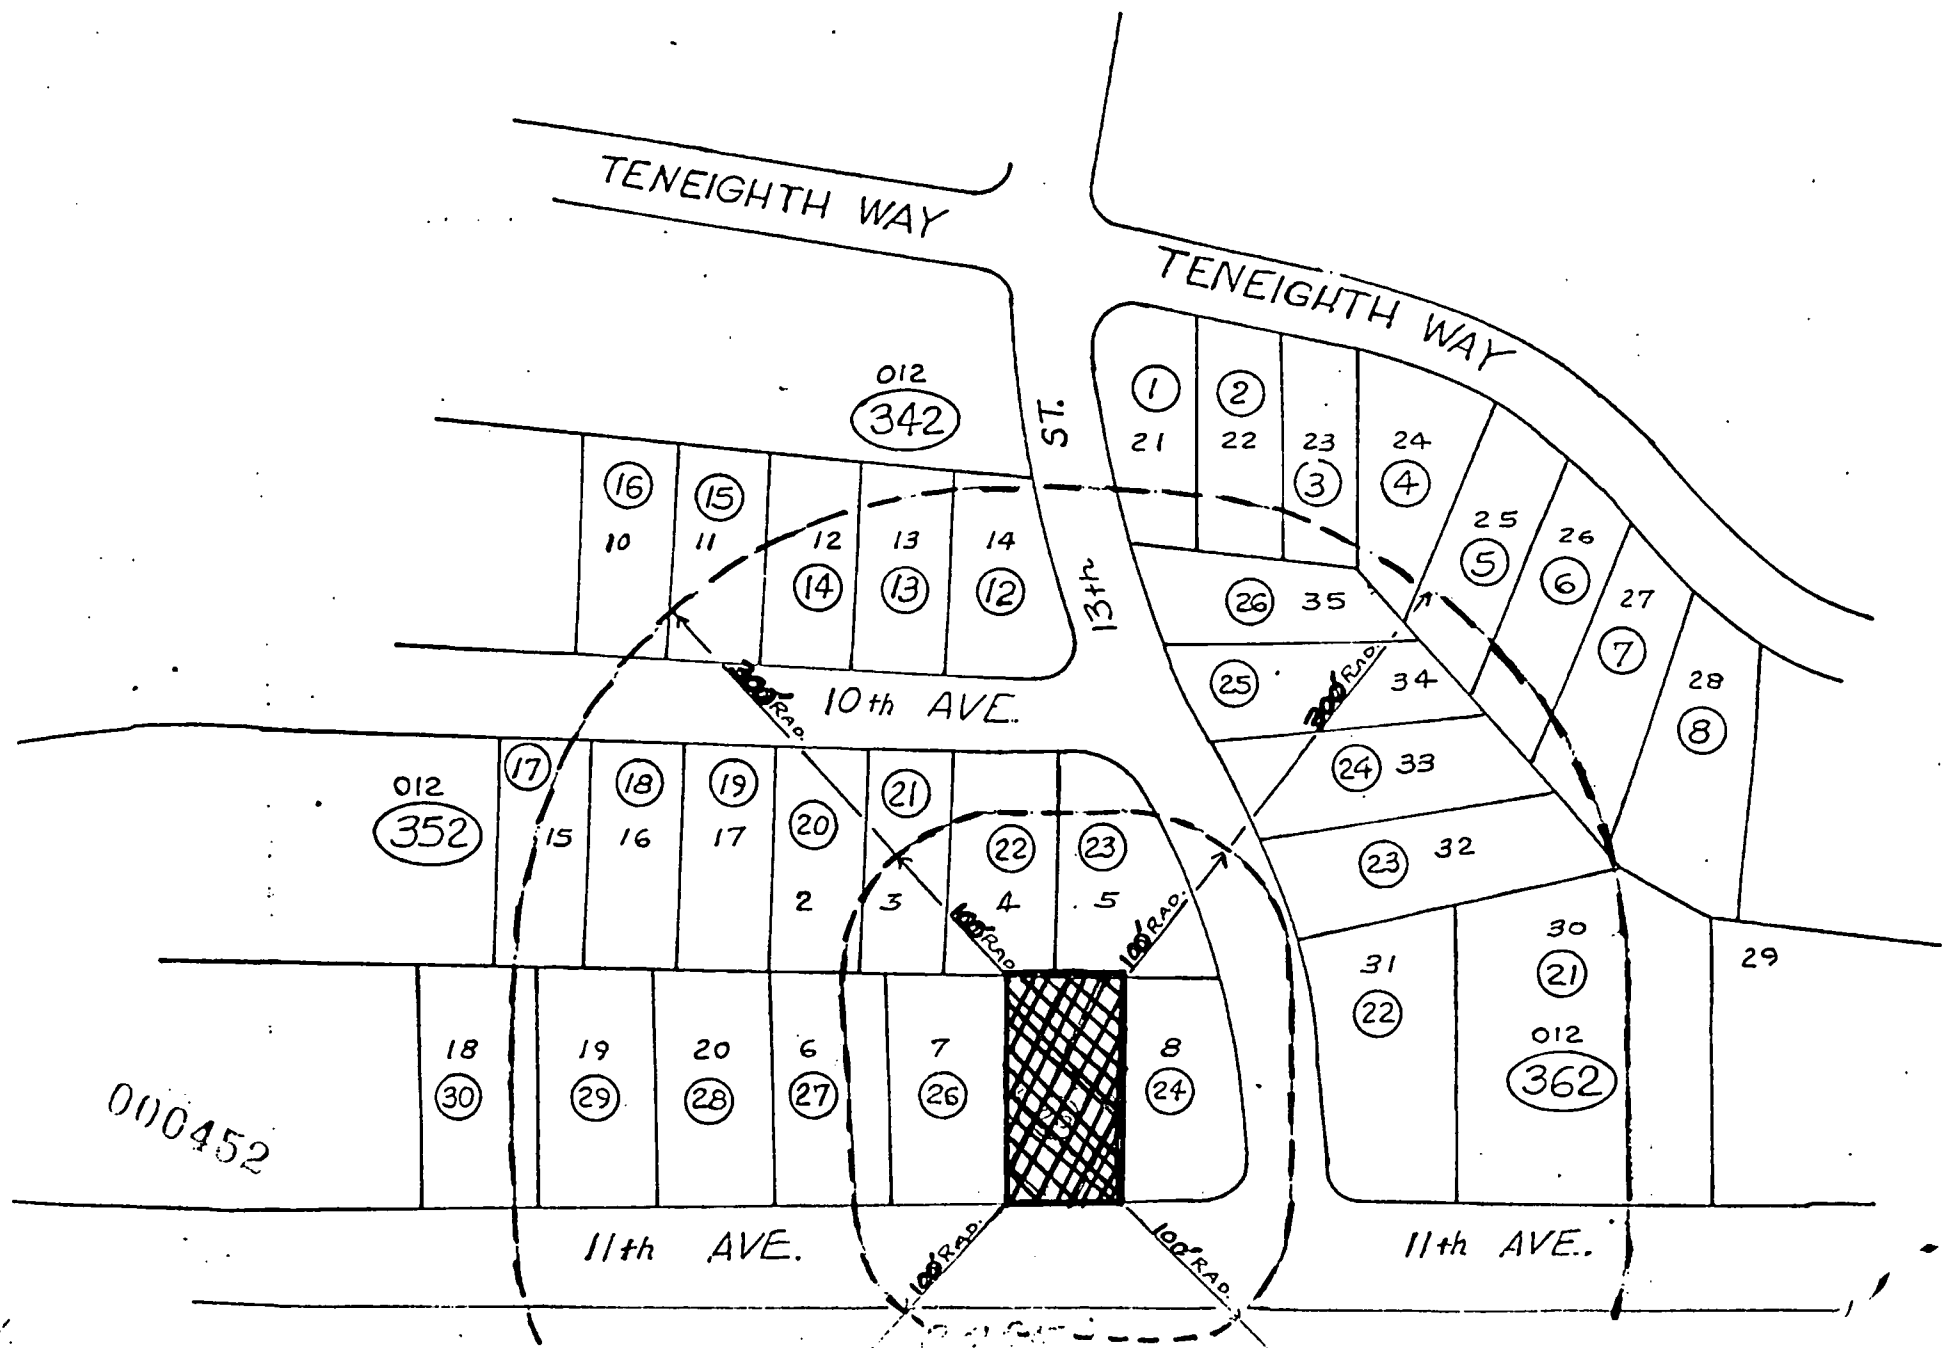 TENEIGHTH WAY
TENEIGHTH WAY
012
342
13th ST.
1 2
21 22 23 24
3 4
16 15
10 11 12 13 14
14 13 12
25 26 27 28
5 6 7 8
26 35
25 34
300' RAD.
300' RAD.
10th AVE.
24 33
23 32
012
352
17 18 19 20 21 22 23
15 16 17 2 3 4 5
100' RAD.
100' RAD.
31
22
30
21
29
012
362
18 19 20 6 7 8
30 29 28 27 26 24
000452
11th AVE.
11th AVE.
100' RAD.
100' RAD.